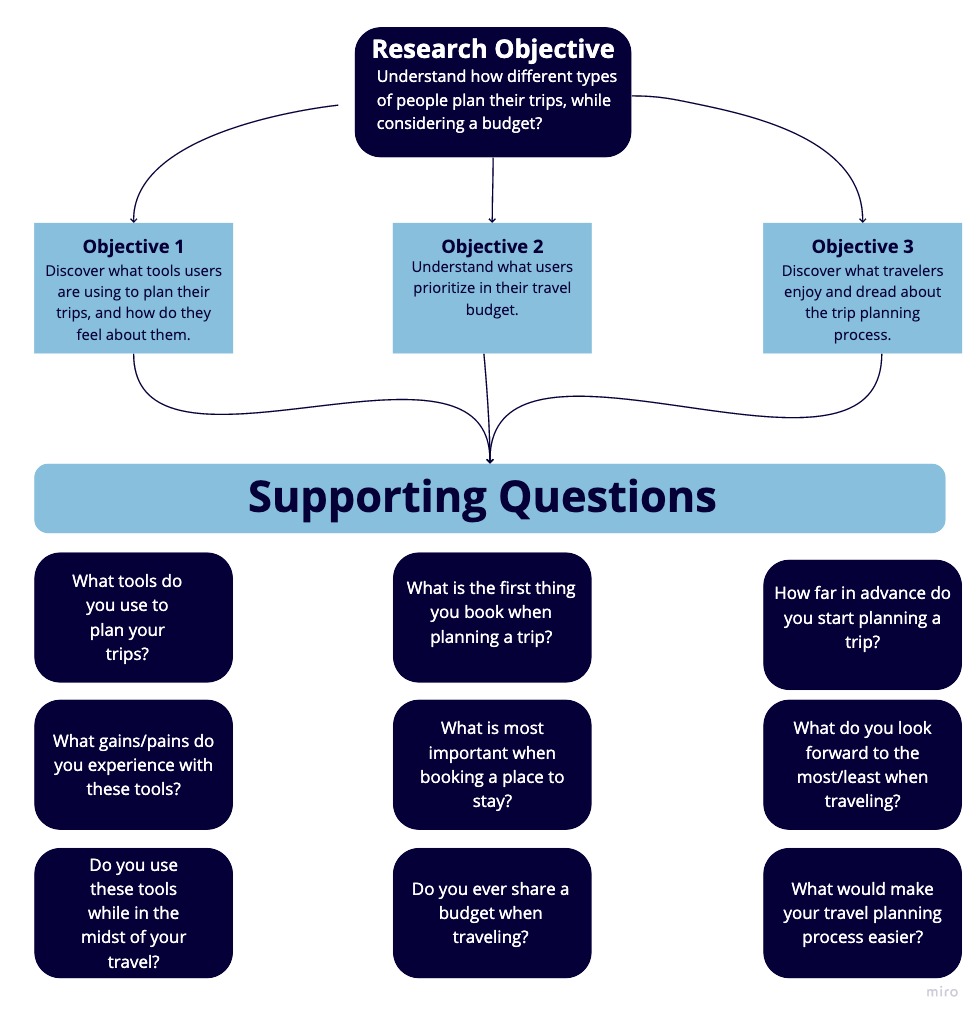 Research Objective
Understand how different types
of people plan their trips, while
considering a budget?
Objective 1
Discover what tools users
are using to plan their
trips, and how do they
feel about them.
Objective 2
Understand what users
prioritize in their travel
budget.
Objective 3
Discover what travelers
enjoy and dread about
the trip planning
process.
Supporting Questions
What tools do
you use to
plan your
trips?
What is the first thing
you book when
planning a trip?
How far in advance do
you start planning a
trip?
What gains/pains do
you experience with
these tools?
What is most
important when
booking a place to
stay?
What do you look
forward to the
most/least when
traveling?
Do you use
these tools
while in the
midst of your
travel?
Do you ever share a
budget when
traveling?
What would make
your travel planning
process easier?
miro